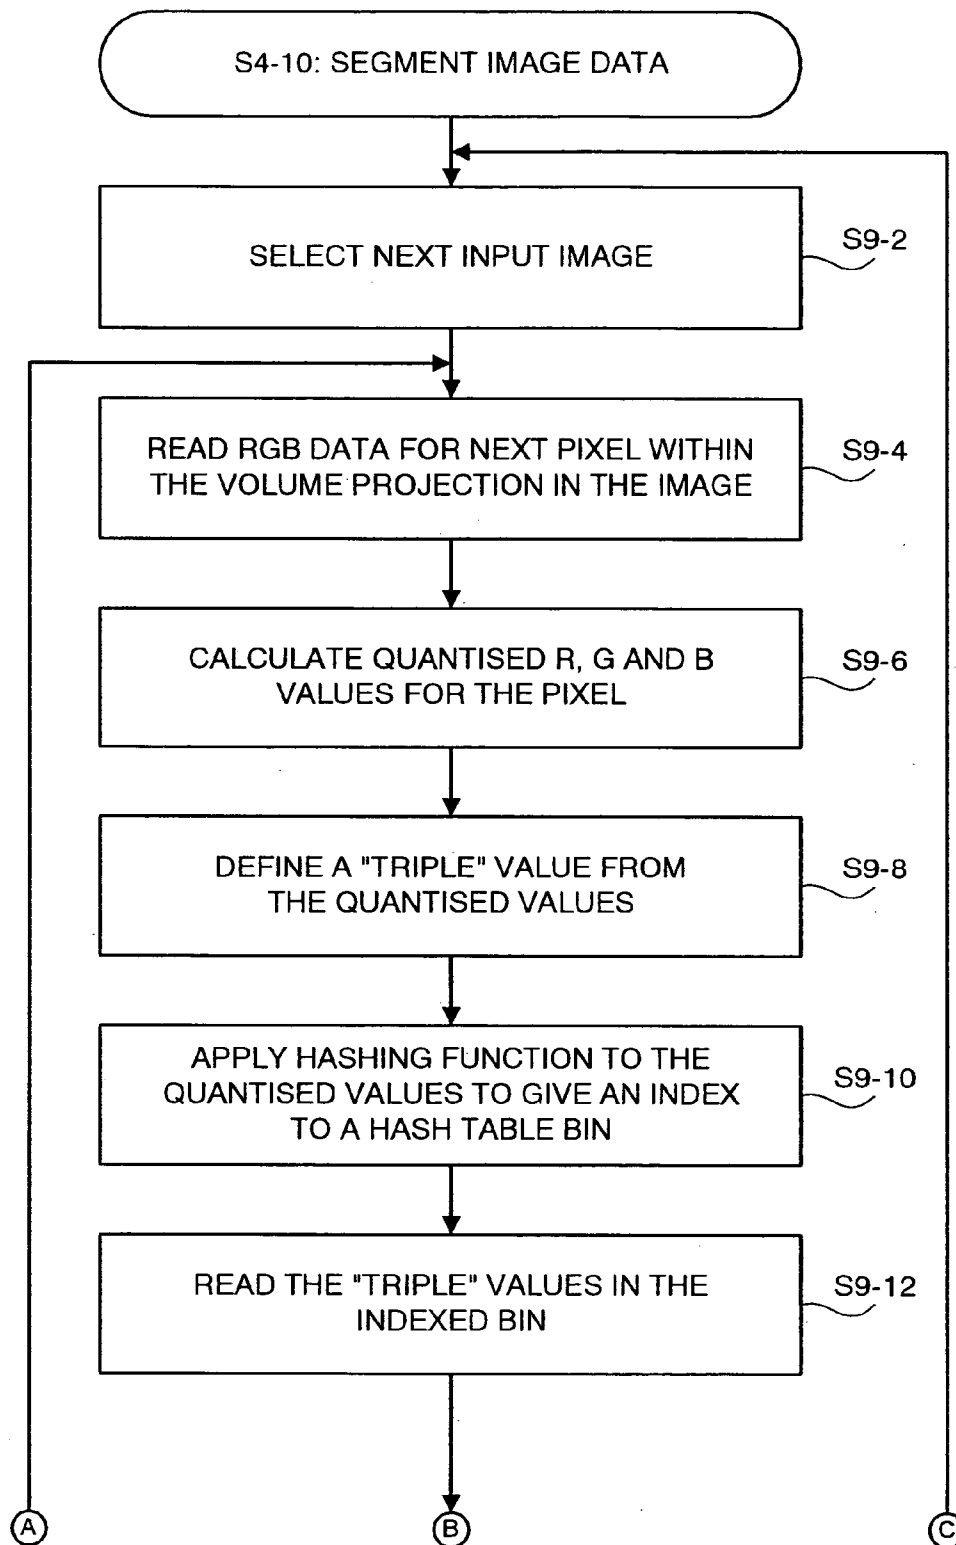 S4-10: SEGMENT IMAGE DATA
SELECT NEXT INPUT IMAGE
S9-2
READ RGB DATA FOR NEXT PIXEL WITHIN
THE VOLUME PROJECTION IN THE IMAGE
S9-4
CALCULATE QUANTISED R, G AND B
VALUES FOR THE PIXEL
S9-6
DEFINE A "TRIPLE" VALUE FROM
THE QUANTISED VALUES
S9-8
APPLY HASHING FUNCTION TO THE
QUANTISED VALUES TO GIVE AN INDEX
TO A HASH TABLE BIN
S9-10
READ THE "TRIPLE" VALUES IN THE
INDEXED BIN
S9-12
A
B
C